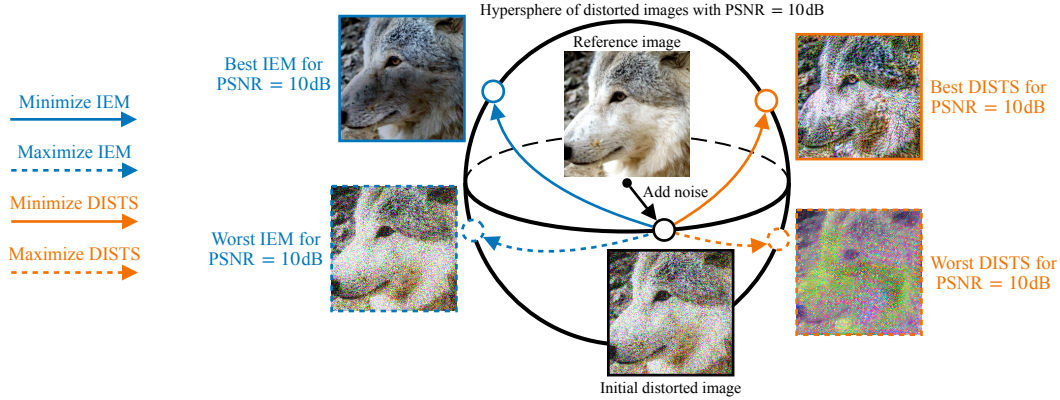 Hypersphere of distorted images with PSNR = 10dB
Reference image
Best IEM for
PSNR = 10dB
Best DISTS for
PSNR = 10dB
Minimize IEM
Maximize IEM
Minimize DISTS
Maximize DISTS
Add noise
Worst IEM for
PSNR = 10dB
Worst DISTS for
PSNR = 10dB
Initial distorted image